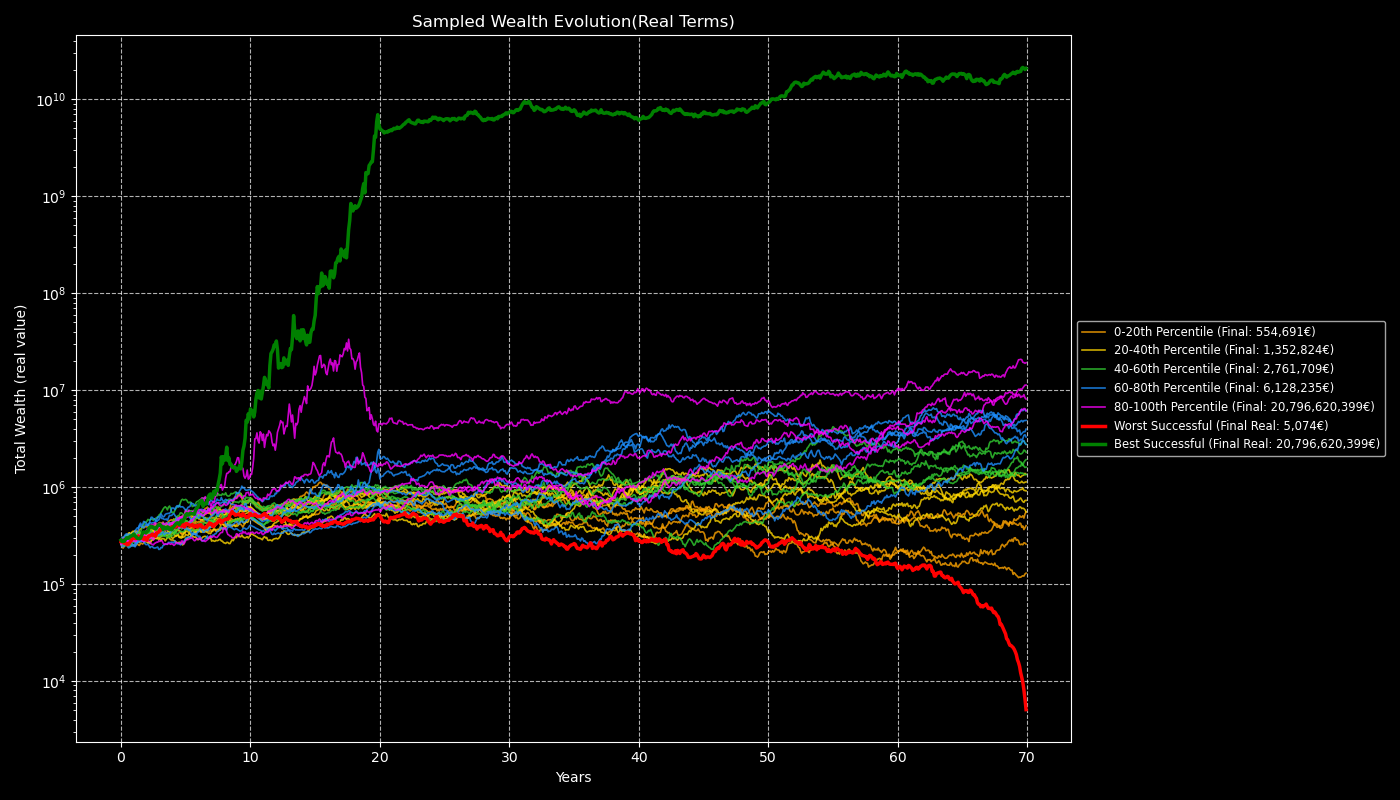 Sampled Wealth Evolution(Real Terms)
Total Wealth (real value)
10^10
10^9
10^8
10^7
10^6
10^5
10^4
0 10 20 30 40 50 60 70
Years
0-20th Percentile (Final: 554,691€)
20-40th Percentile (Final: 1,352,824€)
40-60th Percentile (Final: 2,761,709€)
60-80th Percentile (Final: 6,128,235€)
80-100th Percentile (Final: 20,796,620,399€)
Worst Successful (Final Real: 5,074€)
Best Successful (Final Real: 20,796,620,399€)